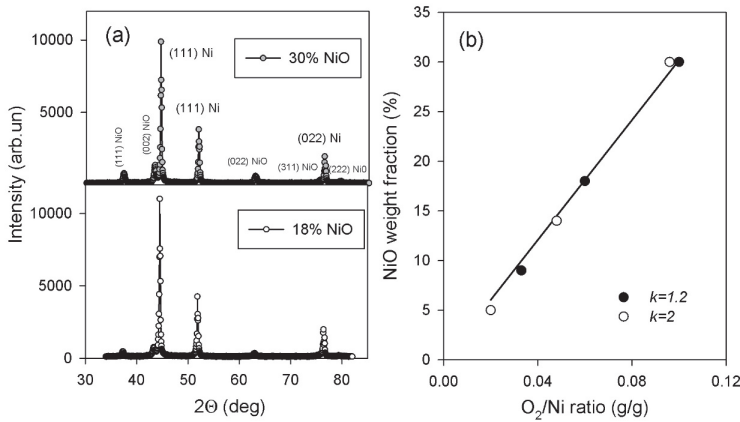 (a)
10000
5000
(111) Ni
30% NiO
(111) Ni
(111) NiO
(002) NiO
(022) NiO
(022) Ni
(311) NiO
(222) Ni0
10000
5000
0
18% NiO
Intensity (arb.un)
30 40 50 60 70 80
2Θ (deg)
(b)
35
30
25
20
15
10
5
0
NiO weight fraction (%)
k=1.2
k=2
0.00 0.04 0.08 0.12
O2/Ni ratio (g/g)